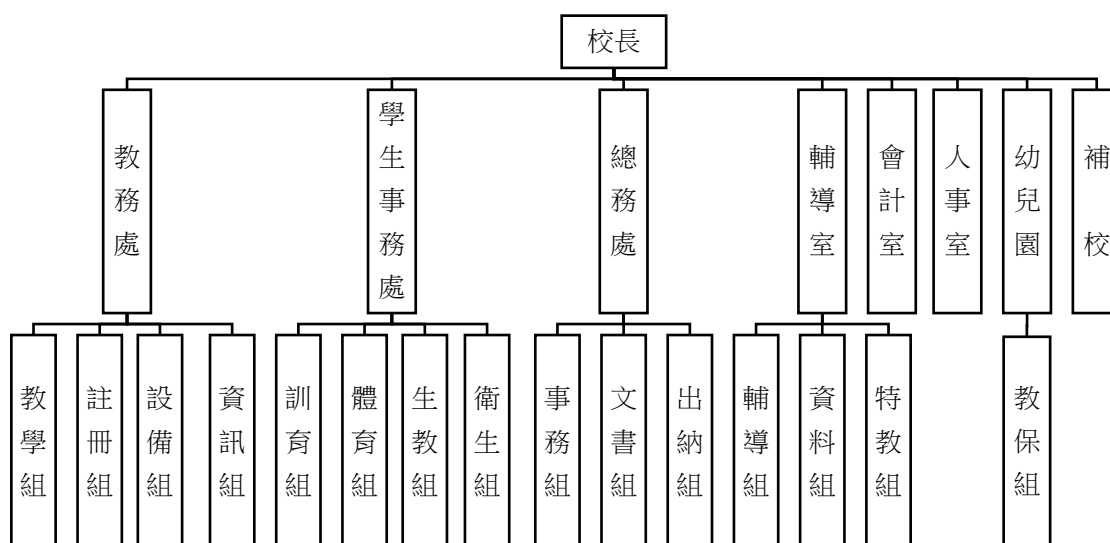 校長
教務處
學生事務處
總務處
輔導室
會計室
人事室
幼兒園
補校
教學組
註冊組
設備組
資訊組
訓育組
體育組
生教組
衛生組
事務組
文書組
出納組
輔導組
資料組
特教組
教保組